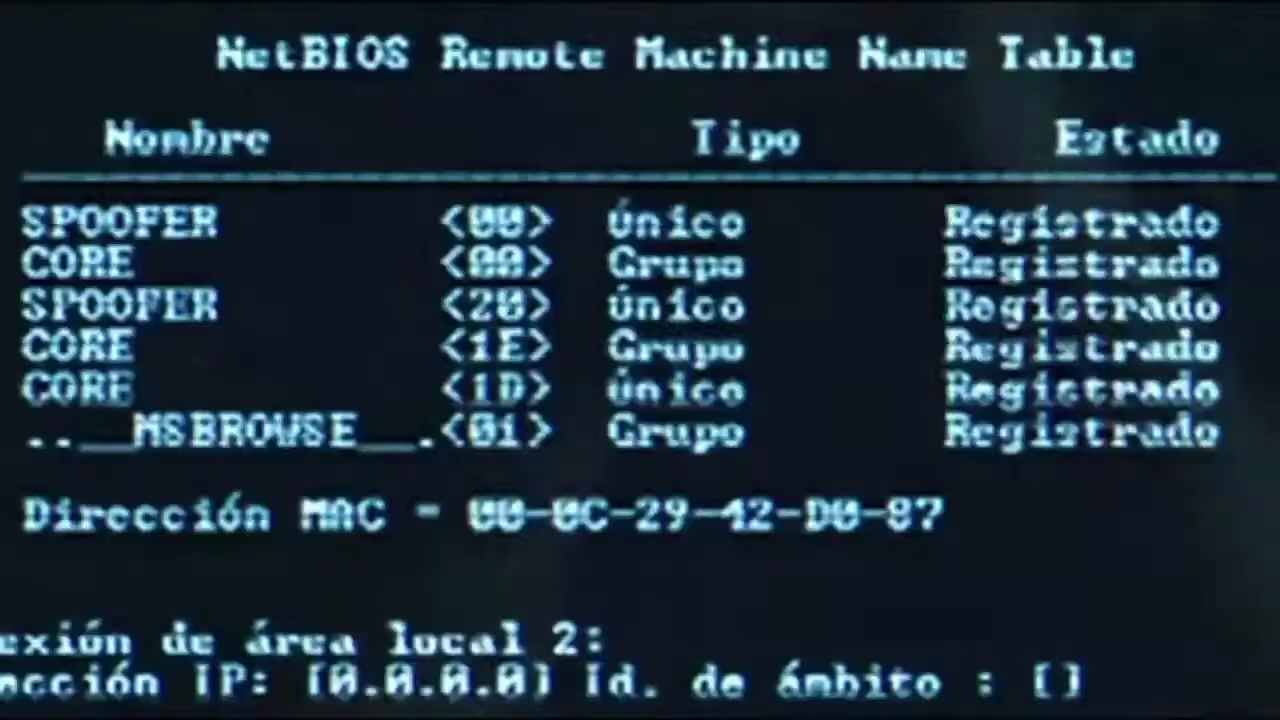 NetBIOS Remote Machine Name Table
Nombre Tipo Estado
SPOOFER <00> Único Registrado
CORE <00> Grupo Registrado
SPOOFER <20> Único Registrado
CORE <1E> Grupo Registrado
CORE <1D> Único Registrado
..__MSBROWSE__.<01> Grupo Registrado
Dirección MAC = 00-0C-29-42-D0-87
exión de área local 2:
ección IP: [0.0.0.0] Id. de ámbito : []